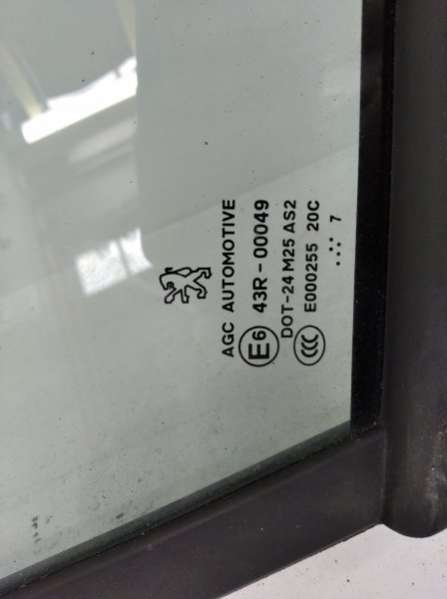 AGC AUTOMOTIVE
E6 43R-00049
DOT-24 M25 AS2
CCC E000255 20C
.:: 7